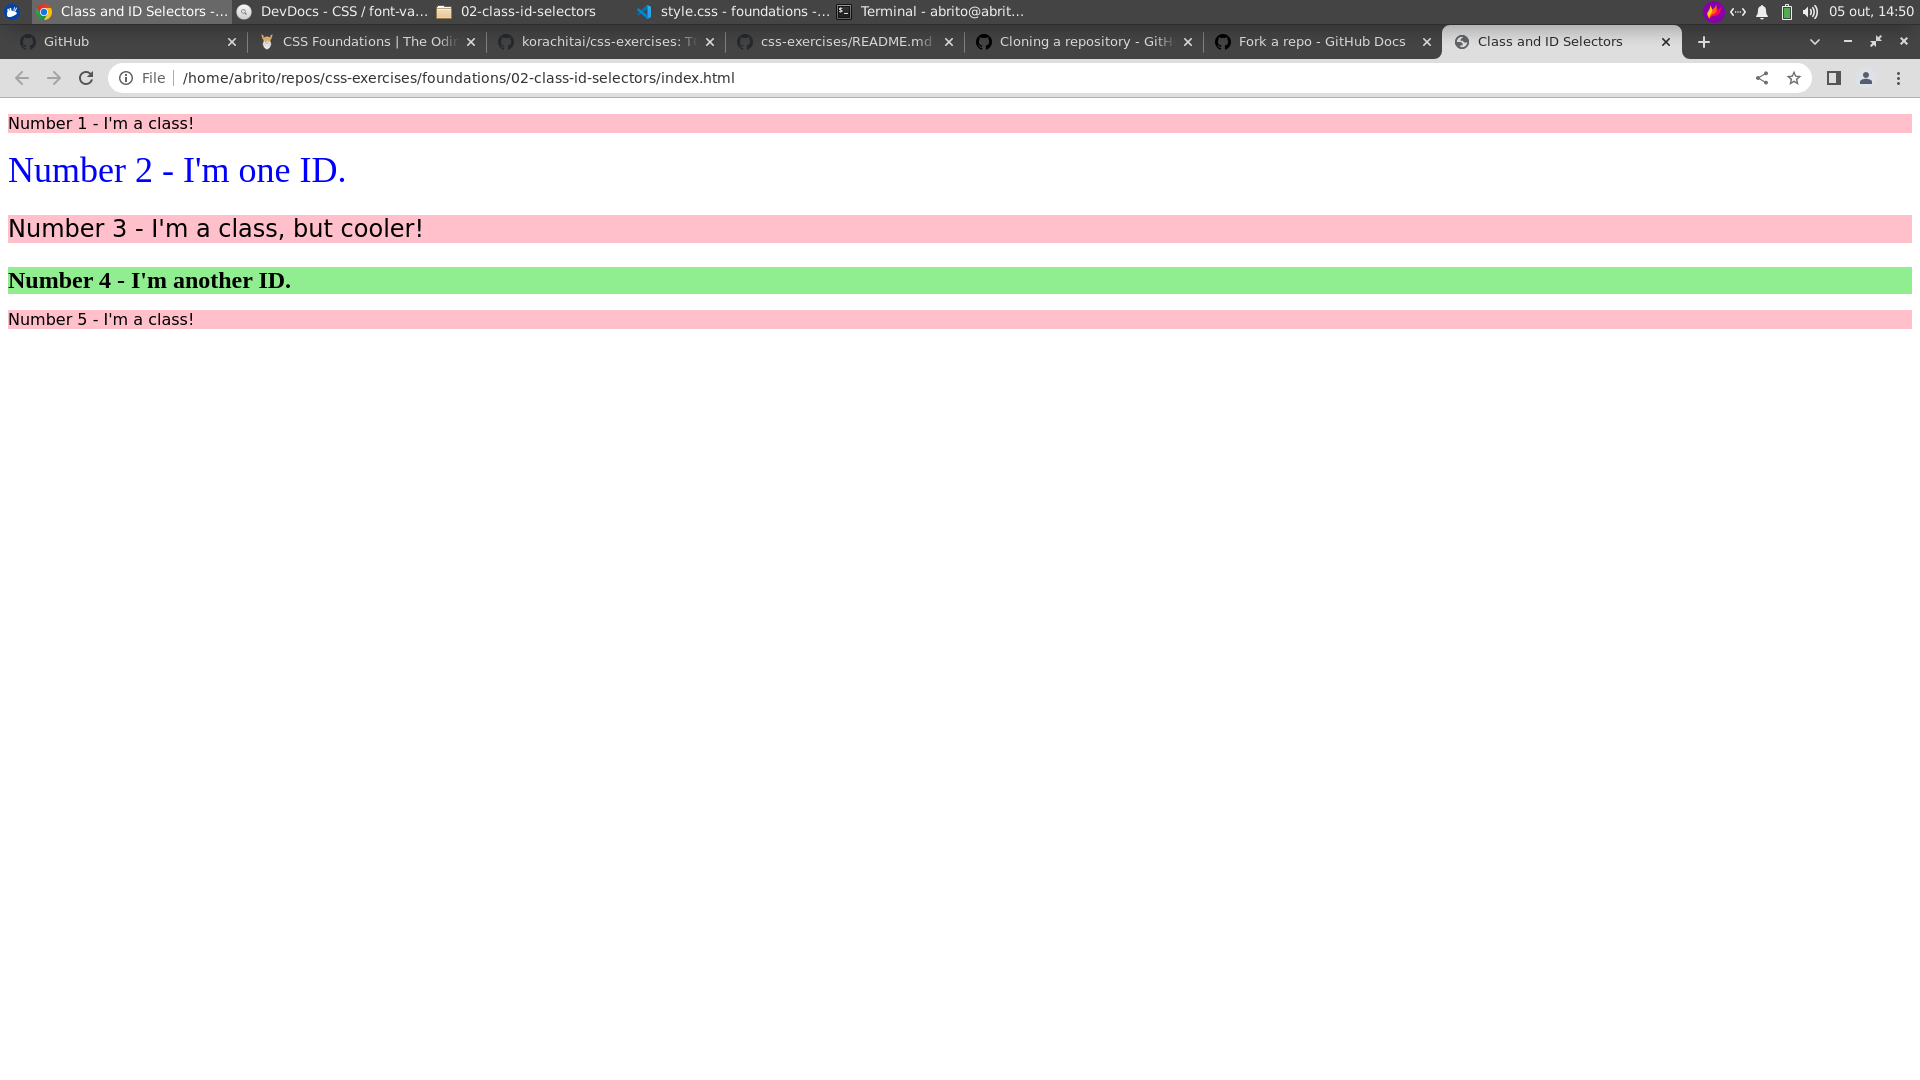 Class and ID Selectors -... DevDocs - CSS / font-va... 02-class-id-selectors style.css - foundations -... Terminal - abrito@abrit... 05 out, 14:50
GitHub CSS Foundations | The Odin korachitai/css-exercises: css-exercises/README.md Cloning a repository - GitH Fork a repo - GitHub Docs Class and ID Selectors
File /home/abrito/repos/css-exercises/foundations/02-class-id-selectors/index.html
Number 1 - I'm a class!
Number 2 - I'm one ID.
Number 3 - I'm a class, but cooler!
Number 4 - I'm another ID.
Number 5 - I'm a class!